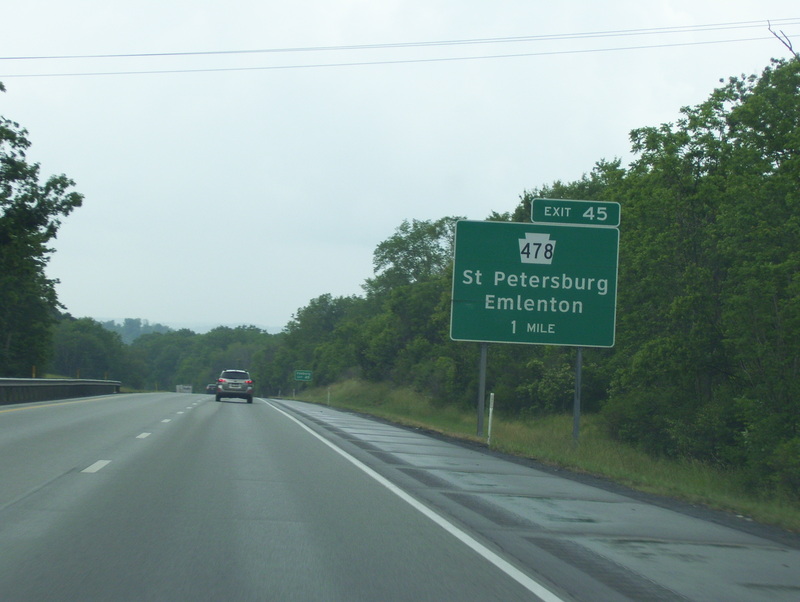 EXIT 45
478
St Petersburg
Emlenton
1 MILE